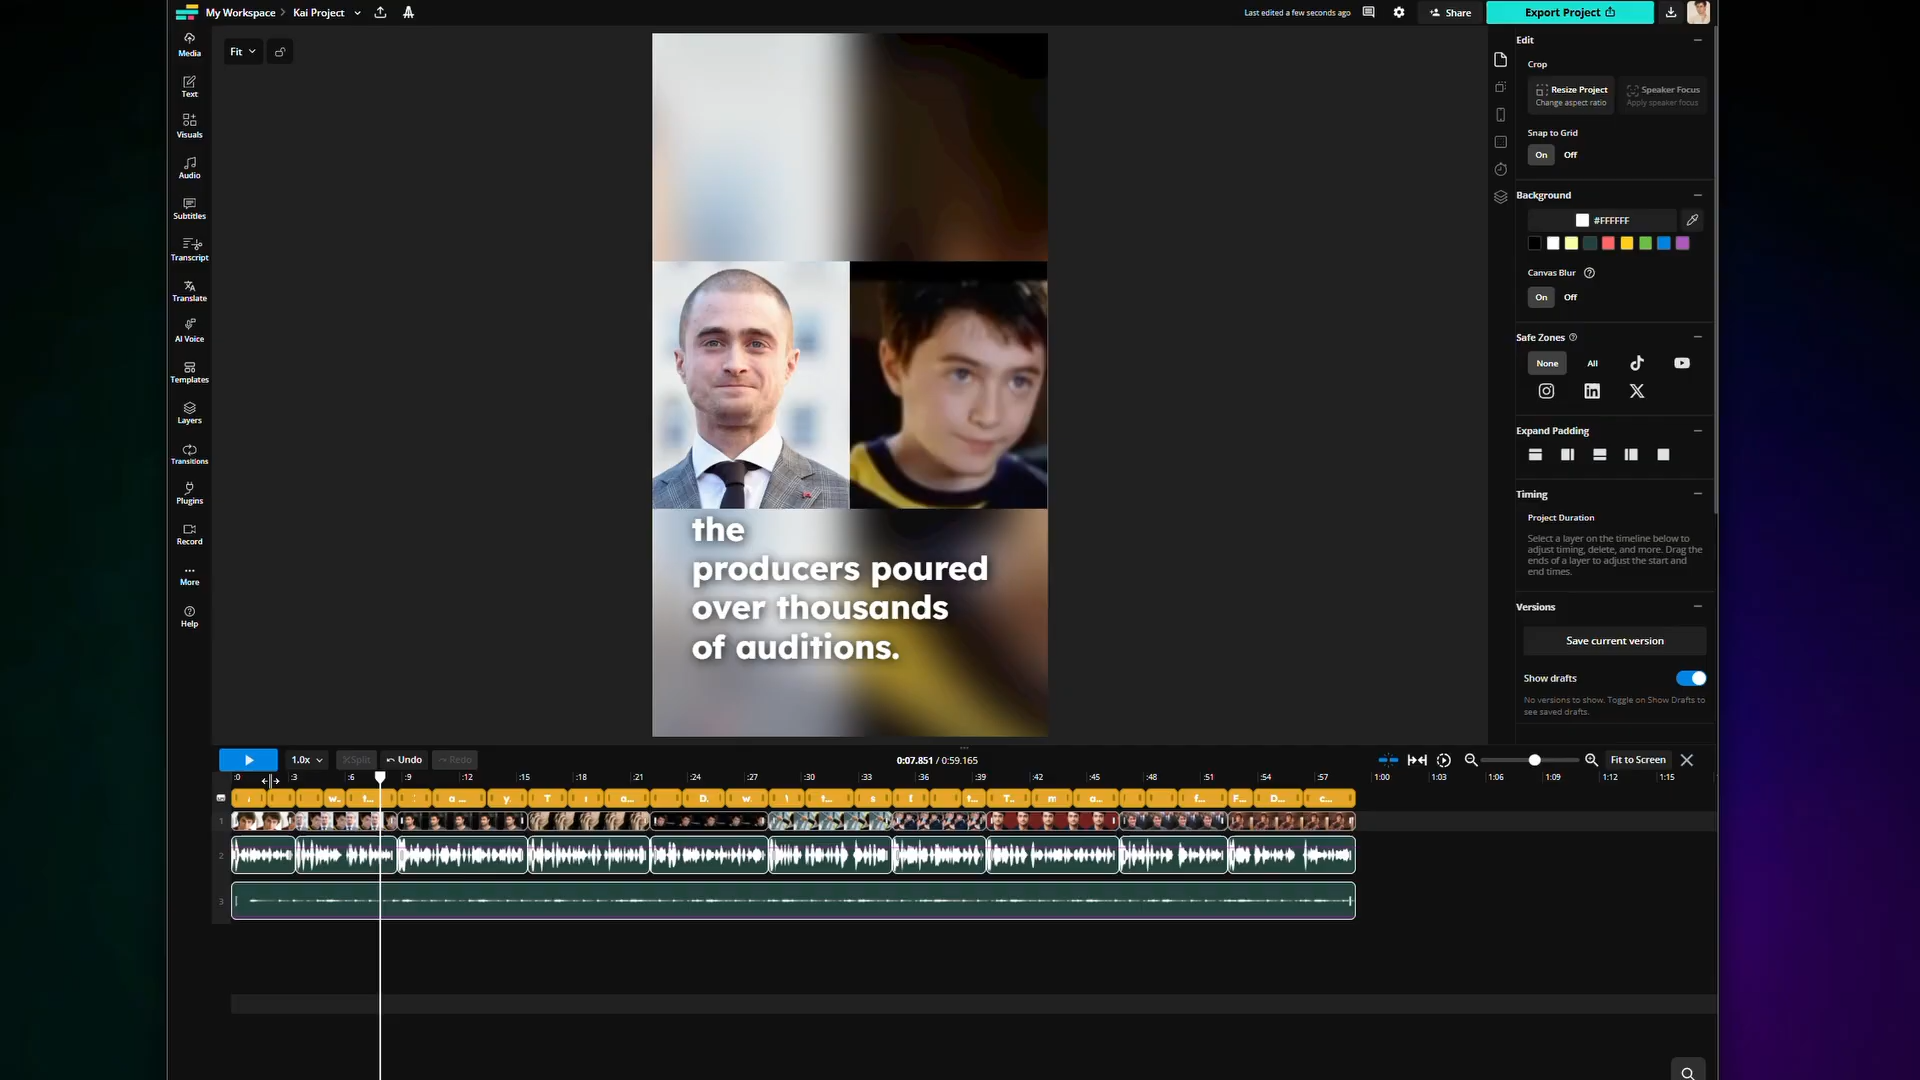 My Workspace > Kai Project
Last edited a few seconds ago
Share
Export Project
Media
Text
Visuals
Audio
Subtitles
Transcript
Translate
AI Voice
Templates
Layers
Transitions
Plugins
Record
More
Help
Fit
the
producers poured
over thousands
of auditions.
Edit
Crop
Resize Project
Change aspect ratio
Speaker Focus
Apply speaker focus
Snap to Grid
On Off
Background
#FFFFFF
Canvas Blur
On Off
Safe Zones
None All
Expand Padding
Timing
Project Duration
Select a layer on the timeline below to
adjust timing, delete, and more. Drag the
ends of a layer to adjust the start and
end times.
Versions
Save current version
Show drafts
No versions to show. Toggle on Show Drafts to
see saved drafts.
1.0x Split Undo Redo
0:07.851 / 0:59.165
Fit to Screen
:0 :3 :6 :9 :12 :15 :18 :21 :24 :27 :30 :33 :36 :39 :42 :45 :48 :51 :54 :57 1:00 1:03 1:06 1:09 1:12 1:15
w.. t... a ... y. T i a... D. w. t... s t... T.. m a... f... F... D... c...
1
2
3